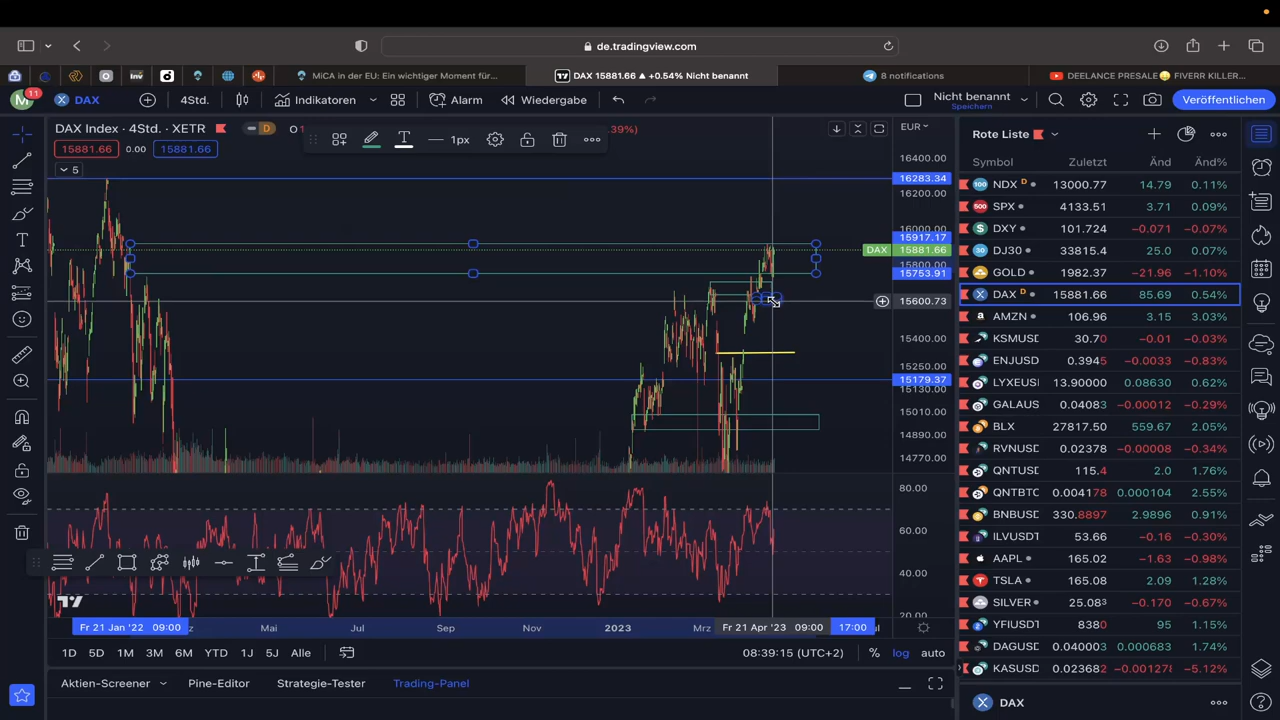 de.tradingview.com
Inv
MiCA in der EU: Ein wichtiger Moment für...
DAX 15881.66 ▲ +0.54% Nicht benannt
8 notifications
DEELANCE PRESALE🤑 FIVERR KILLER...
M 11
DAX
4Std.
Indikatoren
Alarm
Wiedergabe
Nicht benannt
Speichern
Veröffentlichen
DAX Index · 4Std. · XETR
D
15881.66
0.00
15881.66
5
T
1px
EUR
16400.00
16283.34
16200.00
16000.00
15917.17
DAX 15881.66
15800.00
15753.91
15600.73
15400.00
15250.00
15179.37
15130.00
15010.00
14890.00
14770.00
80.00
60.00
40.00
20.00
Fr 21 Jan '22 09:00
Mai
Jul
Sep
Nov
2023
Mrz
Fr 21 Apr '23 09:00
17:00
1D 5D 1M 3M 6M YTD 1J 5J Alle
08:39:15 (UTC+2)
% log auto
Aktien-Screener
Pine-Editor
Strategie-Tester
Trading-Panel
Rote Liste
Symbol Zuletzt Änd Änd%
NDX D 13000.77 14.79 0.11%
SPX 4133.51 3.71 0.09%
DXY 101.724 −0.071 −0.07%
DJ30 33815.4 25.0 0.07%
GOLD 1982.37 −21.96 −1.10%
DAX D 15881.66 85.69 0.54%
AMZN 106.96 3.15 3.03%
KSMUSD 30.70 −0.01 −0.03%
ENJUSD 0.3945 −0.0033 −0.83%
LYXEUSD 13.90000 0.08630 0.62%
GALAUS 0.04083 −0.00012 −0.29%
BLX 27817.50 559.67 2.05%
RVNUSD 0.02378 −0.00008 −0.34%
QNTUSD 115.4 2.0 1.76%
QNTBTC 0.004178 0.000104 2.55%
BNBUSD 330.8897 2.9896 0.91%
ILVUSDT 53.66 −0.16 −0.30%
AAPL 165.02 −1.63 −0.98%
TSLA 165.08 2.09 1.28%
SILVER 25.083 −0.170 −0.67%
YFIUSDT 8380 95 1.15%
DAGUSD 0.040003 0.000683 1.74%
KASUSD 0.023682 −0.001278 −5.12%
DAX